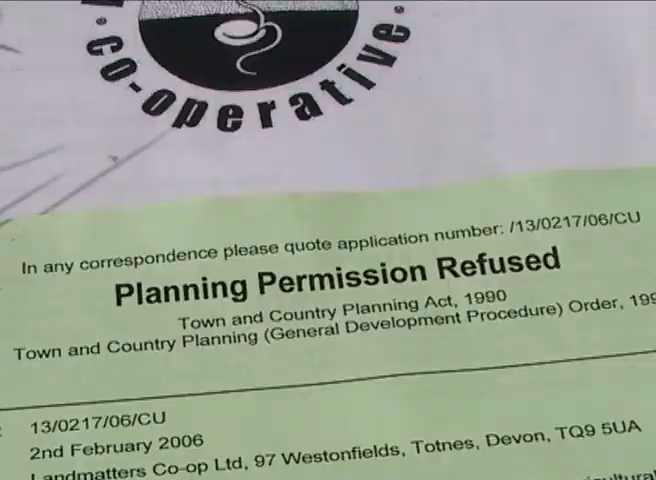 • co-operative •
In any correspondence please quote application number: /13/0217/06/CU
Planning Permission Refused
Town and Country Planning Act, 1990
Town and Country Planning (General Development Procedure) Order, 199
13/0217/06/CU
2nd February 2006
Landmatters Co-op Ltd, 97 Westonfields, Totnes, Devon, TQ9 5UA